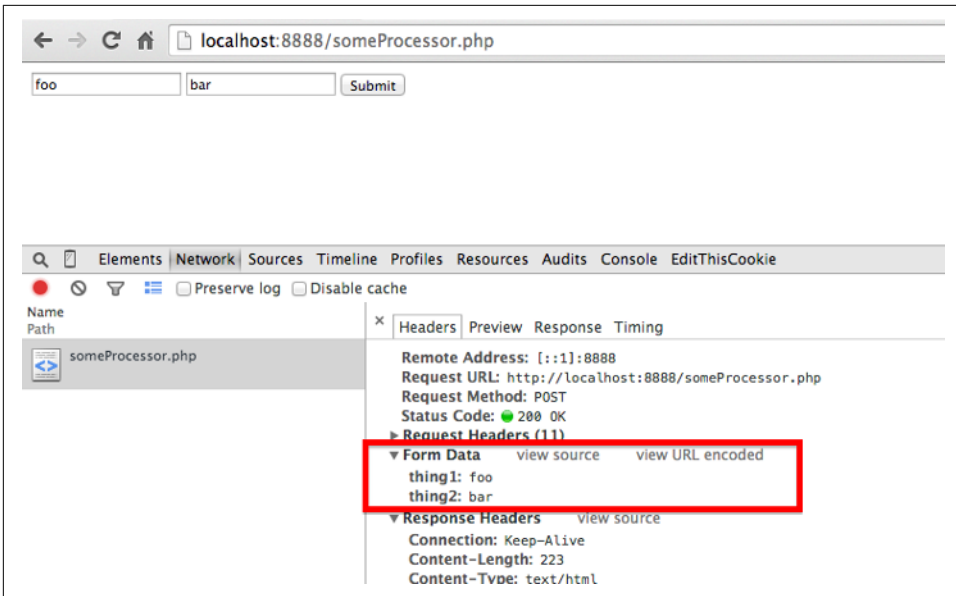 localhost:8888/someProcessor.php
foo bar Submit
Elements Network Sources Timeline Profiles Resources Audits Console EditThisCookie
Preserve log Disable cache
Name
Path
× Headers Preview Response Timing
someProcessor.php
Remote Address: [::1]:8888
Request URL: http://localhost:8888/someProcessor.php
Request Method: POST
Status Code: 200 OK
Request Headers (11)
Form Data view source view URL encoded
thing1: foo
thing2: bar
Response Headers view source
Connection: Keep-Alive
Content-Length: 223
Content-Type: text/html